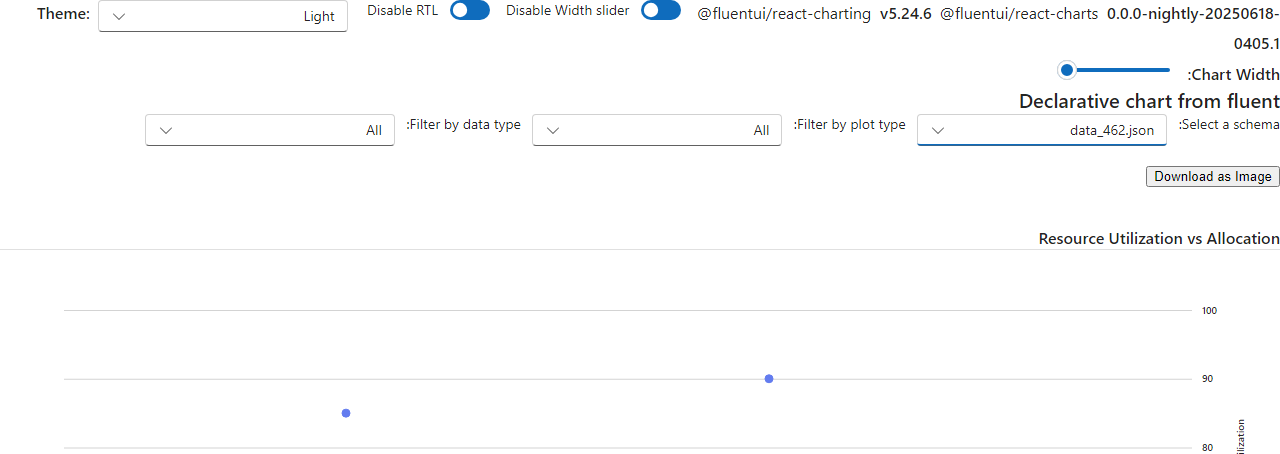 Theme: Light Disable RTL Disable Width slider @fluentui/react-charting v5.24.6 @fluentui/react-charts 0.0.0-nightly-20250618-
0405.1
:Chart Width
Declarative chart from fluent
:Select a schema data_462.json :Filter by plot type All :Filter by data type All
Download as Image
Resource Utilization vs Allocation
100
90
80